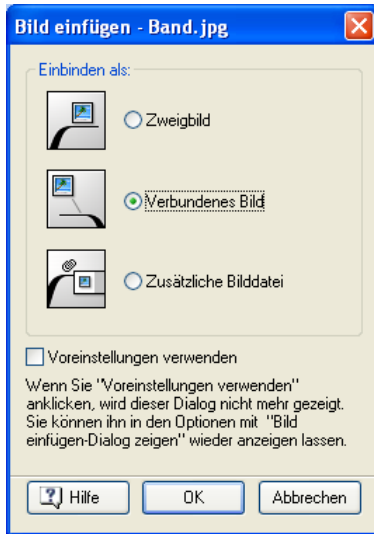 Bild einfügen - Band.jpg
Einbinden als:
Zweigbild
Verbundenes Bild
Zusätzliche Bilddatei
Voreinstellungen verwenden
Wenn Sie "Voreinstellungen verwenden"
anklicken, wird dieser Dialog nicht mehr gezeigt.
Sie können ihn in den Optionen mit "Bild
einfügen-Dialog zeigen" wieder anzeigen lassen.
Hilfe
OK
Abbrechen